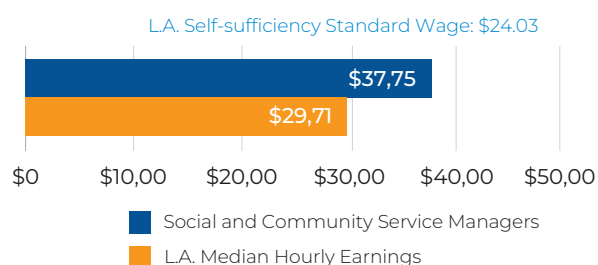 L.A. Self-sufficiency Standard Wage: $24.03
$37,75
$29,71
$0 $10,00 $20,00 $30,00 $40,00 $50,00
Social and Community Service Managers
L.A. Median Hourly Earnings